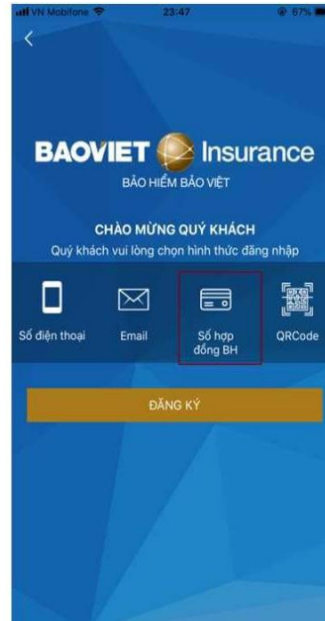 VN Mobifone 23:47 67%
BAOVIET Insurance
BẢO HIỂM BẢO VIỆT
CHÀO MỪNG QUÝ KHÁCH
Quý khách vui lòng chọn hình thức đăng nhập
Số điện thoại
Email
Số hợp
đồng BH
QRCode
ĐĂNG KÝ